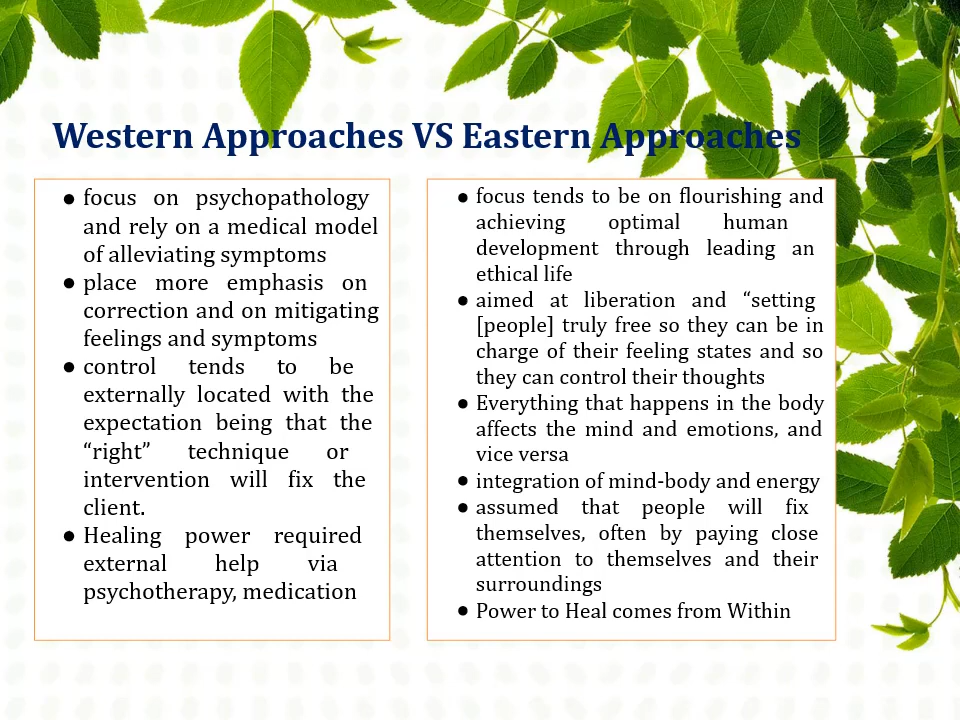 Western Approaches VS Eastern Approaches
● focus on psychopathology
and rely on a medical model
of alleviating symptoms
● place more emphasis on
correction and on mitigating
feelings and symptoms
● control tends to be
externally located with the
expectation being that the
“right” technique or
intervention will fix the
client.
● Healing power required
external help via
psychotherapy, medication
● focus tends to be on flourishing and
achieving optimal human
development through leading an
ethical life
● aimed at liberation and “setting
[people] truly free so they can be in
charge of their feeling states and so
they can control their thoughts
● Everything that happens in the body
affects the mind and emotions, and
vice versa
● integration of mind-body and energy
● assumed that people will fix
themselves, often by paying close
attention to themselves and their
surroundings
● Power to Heal comes from Within